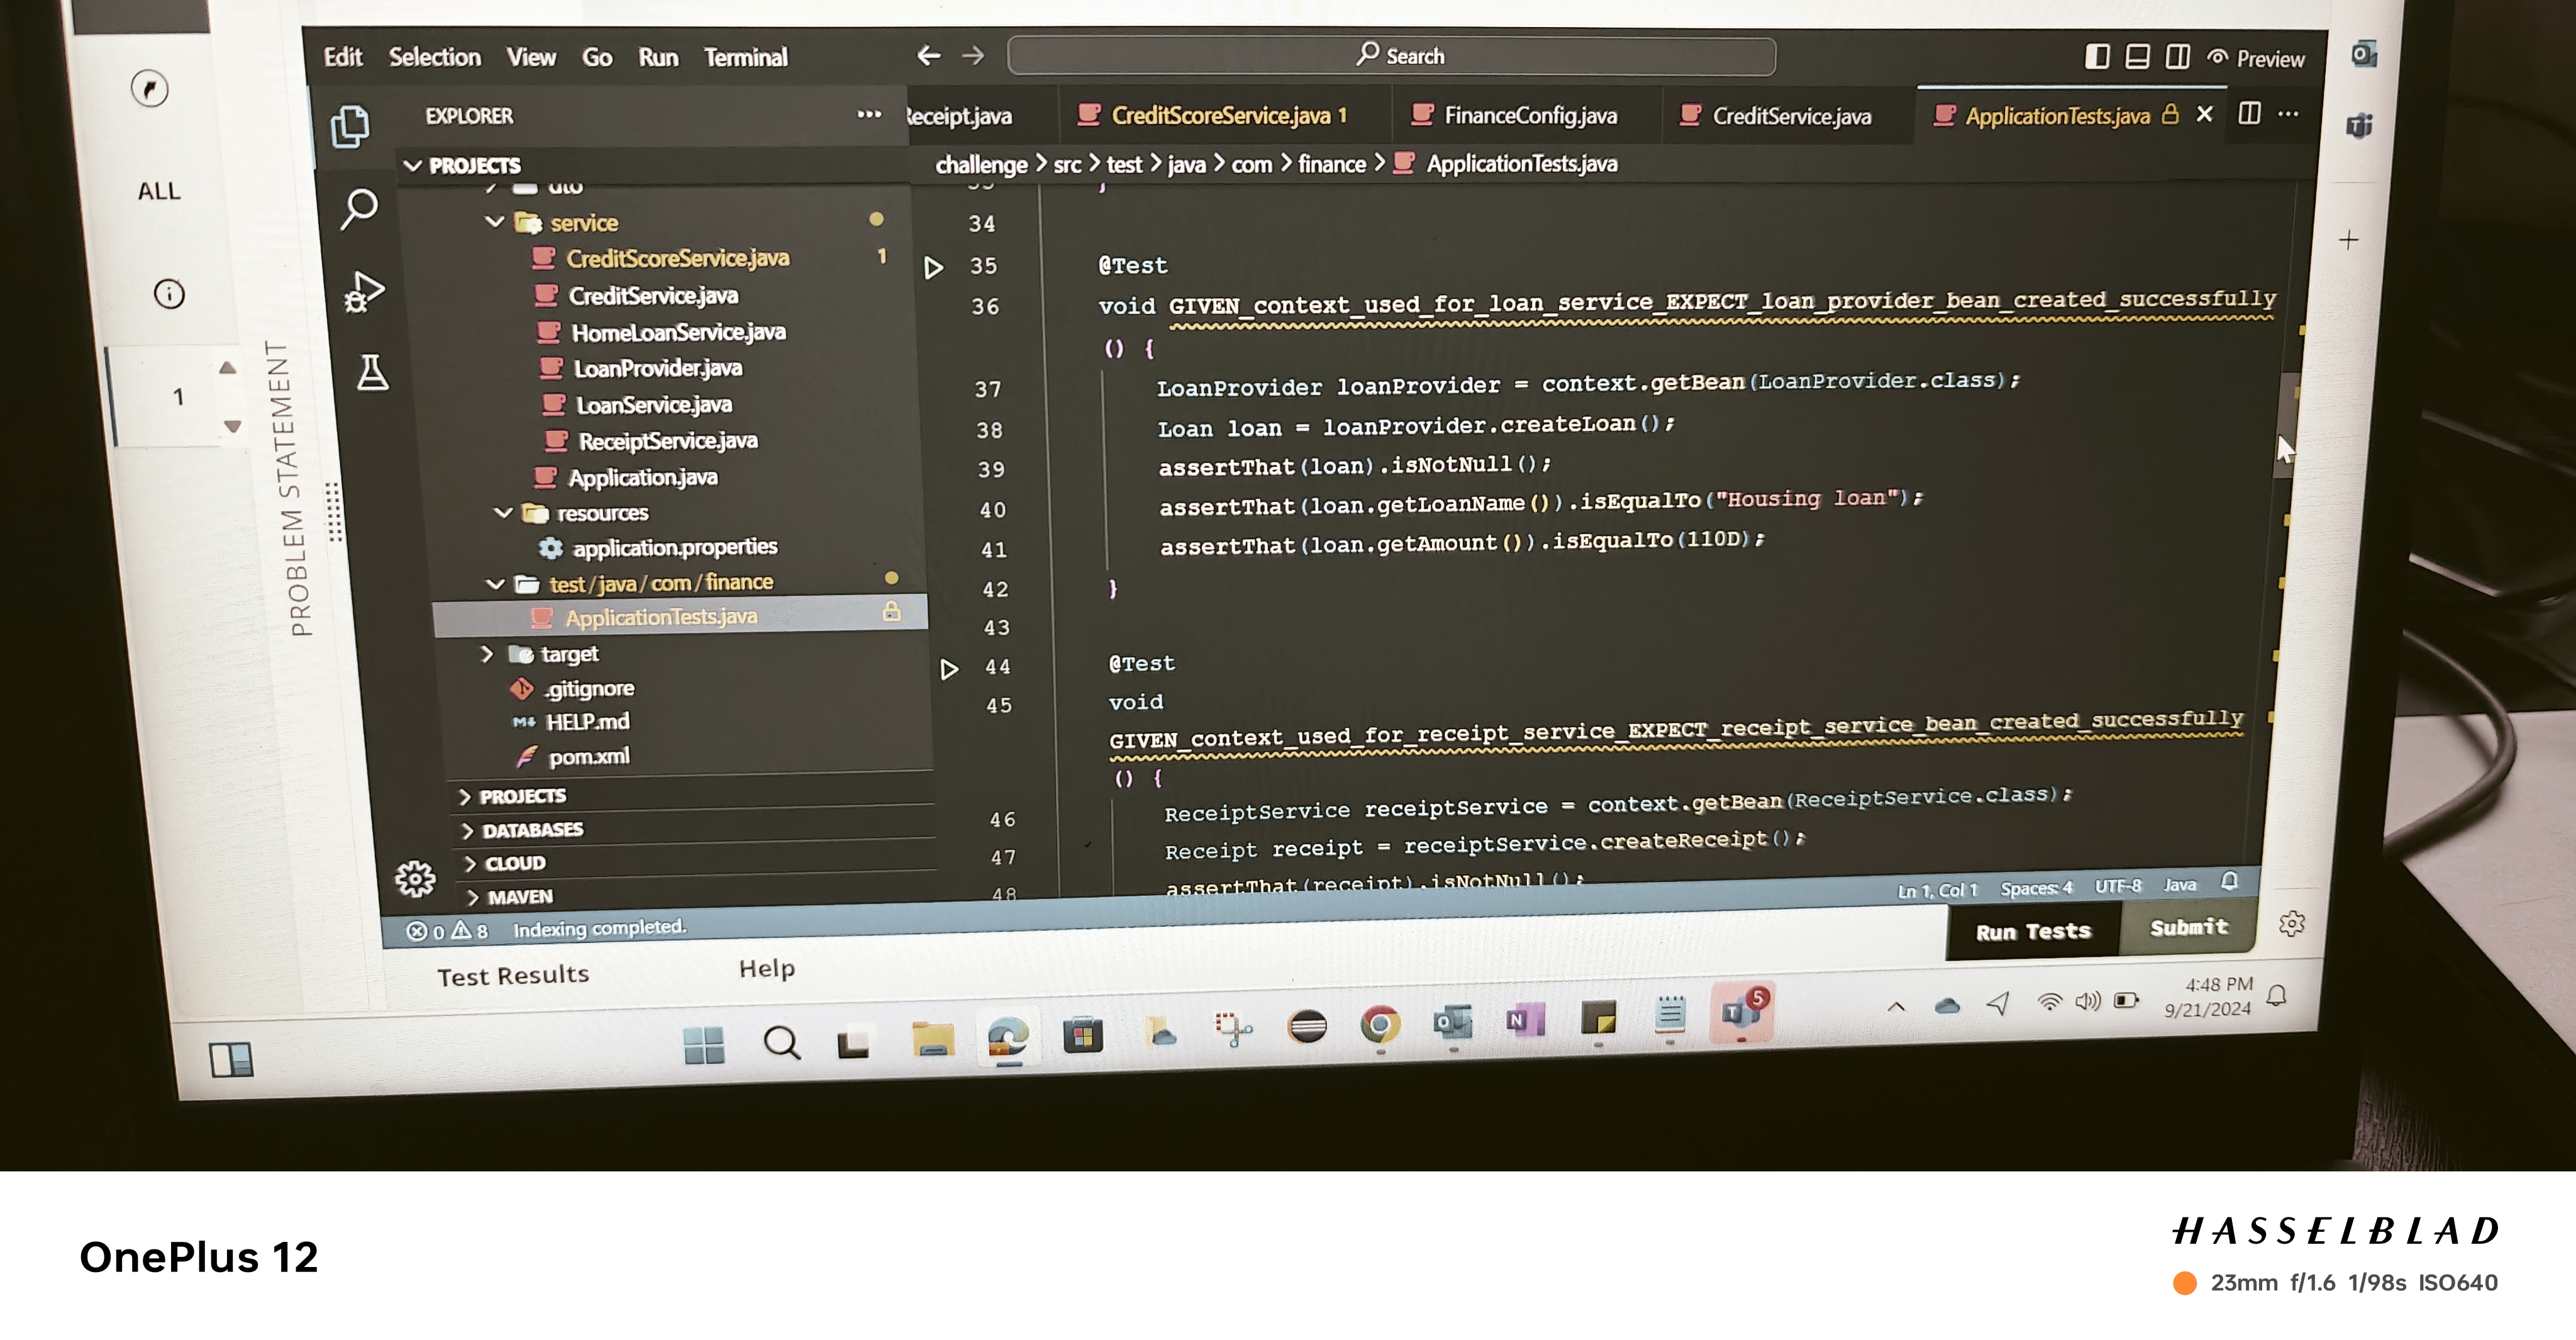 Edit Selection View Go Run Terminal
Search
Preview
ALL
1
PROBLEM STATEMENT
EXPLORER
PROJECTS
service
CreditScoreService.java 1
CreditService.java
HomeLoanService.java
LoanProvider.java
LoanService.java
ReceiptService.java
Application.java
resources
application.properties
test/java/com/finance
ApplicationTests.java
target
.gitignore
HELP.md
pom.xml
PROJECTS
DATABASES
CLOUD
MAVEN
Receipt.java CreditScoreService.java 1 FinanceConfig.java CreditService.java ApplicationTests.java
challenge > src > test > java > com > finance > ApplicationTests.java
34
35 @Test
36 void GIVEN_context_used_for_loan_service_EXPECT_loan_provider_bean_created_successfully
() {
37 LoanProvider loanProvider = context.getBean(LoanProvider.class);
38 Loan loan = loanProvider.createLoan();
39 assertThat(loan).isNotNull();
40 assertThat(loan.getLoanName()).isEqualTo("Housing loan");
41 assertThat(loan.getAmount()).isEqualTo(110D);
42 }
43
44 @Test
45 void
GIVEN_context_used_for_receipt_service_EXPECT_receipt_service_bean_created_successfully
() {
46 ReceiptService receiptService = context.getBean(ReceiptService.class);
47 Receipt receipt = receiptService.createReceipt();
48 assertThat(receipt).isNotNull();
0 8 Indexing completed.
Ln 1, Col 1 Spaces: 4 UTF-8 Java
Run Tests Submit
Test Results Help
5
4:48 PM
9/21/2024
OnePlus 12
HASSELBLAD
23mm f/1.6 1/98s ISO640